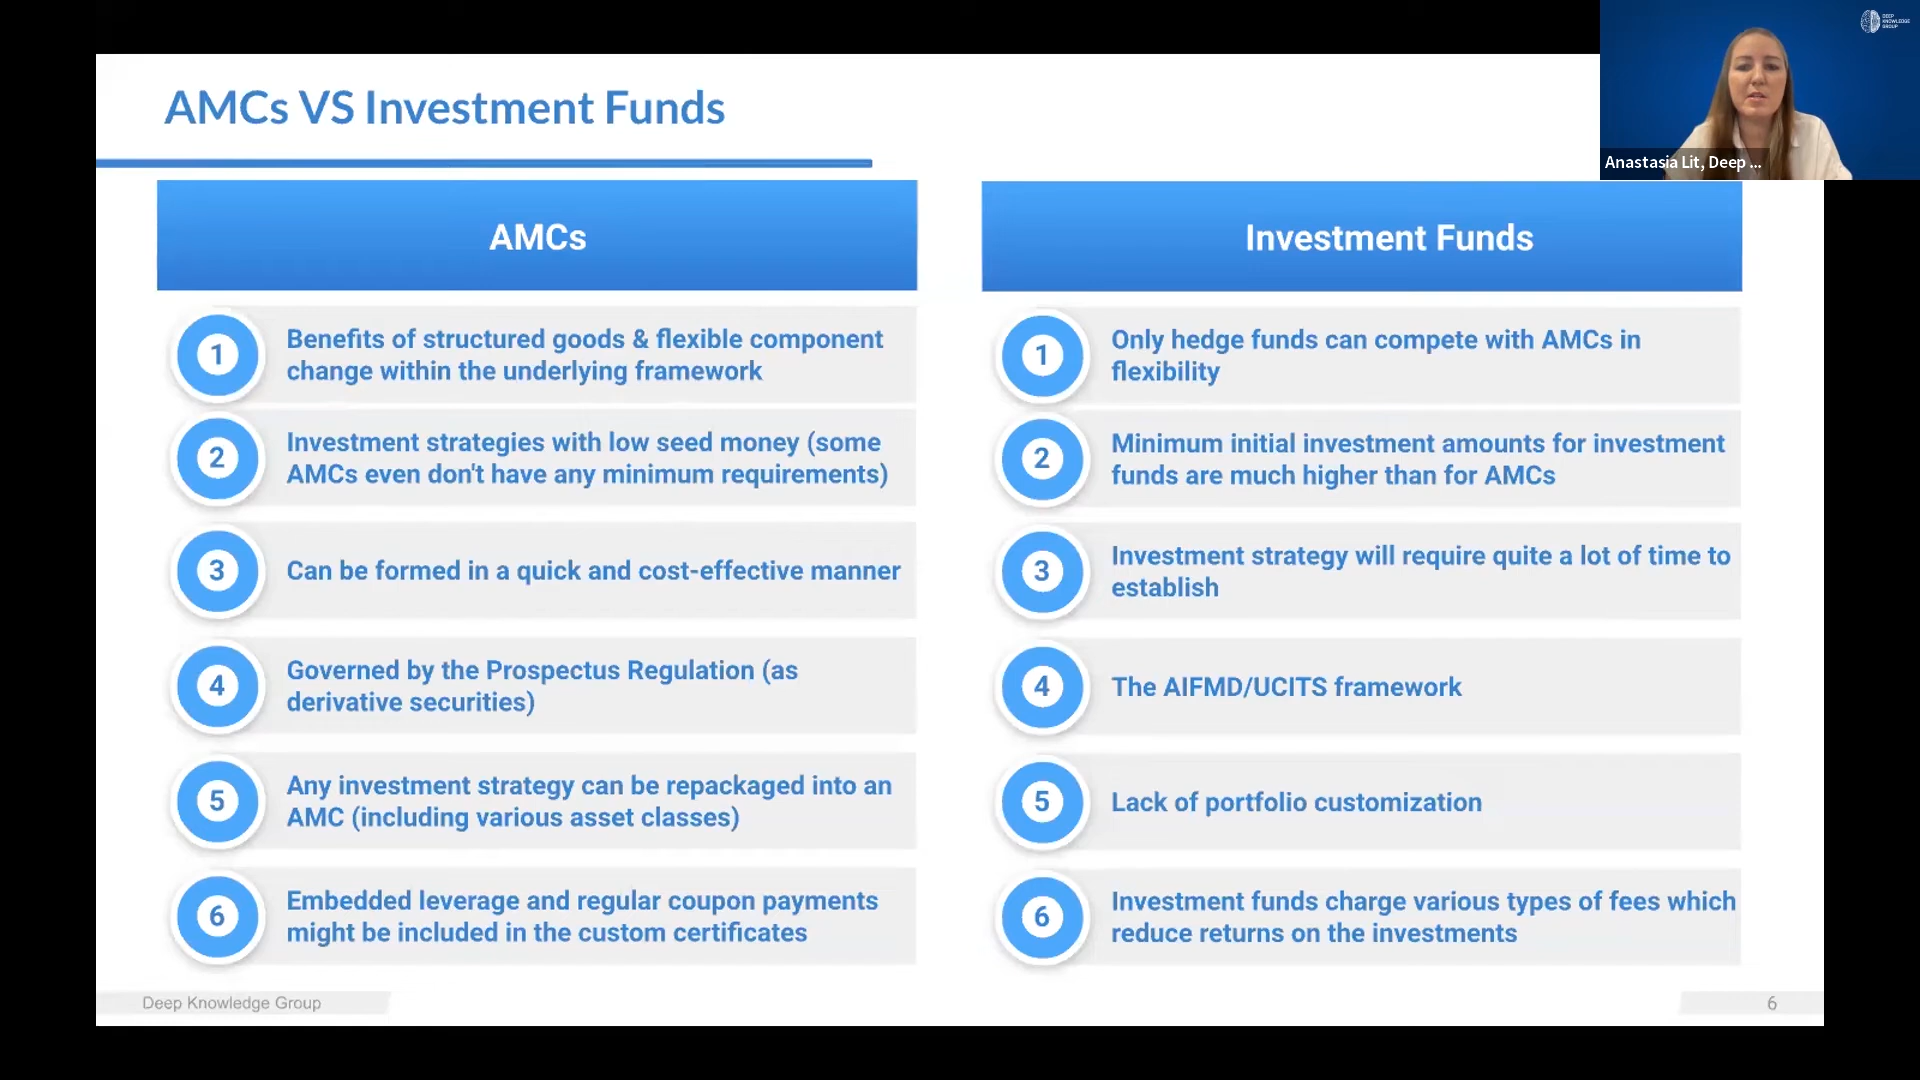 DEEP
KNOWLEDGE
GROUP
Anastasia Lit, Deep ...
AMCs VS Investment Funds
AMCs
1
Benefits of structured goods & flexible component
change within the underlying framework
2
Investment strategies with low seed money (some
AMCs even don't have any minimum requirements)
3
Can be formed in a quick and cost-effective manner
4
Governed by the Prospectus Regulation (as
derivative securities)
5
Any investment strategy can be repackaged into an
AMC (including various asset classes)
6
Embedded leverage and regular coupon payments
might be included in the custom certificates
Investment Funds
1
Only hedge funds can compete with AMCs in
flexibility
2
Minimum initial investment amounts for investment
funds are much higher than for AMCs
3
Investment strategy will require quite a lot of time to
establish
4
The AIFMD/UCITS framework
5
Lack of portfolio customization
6
Investment funds charge various types of fees which
reduce returns on the investments
Deep Knowledge Group
6